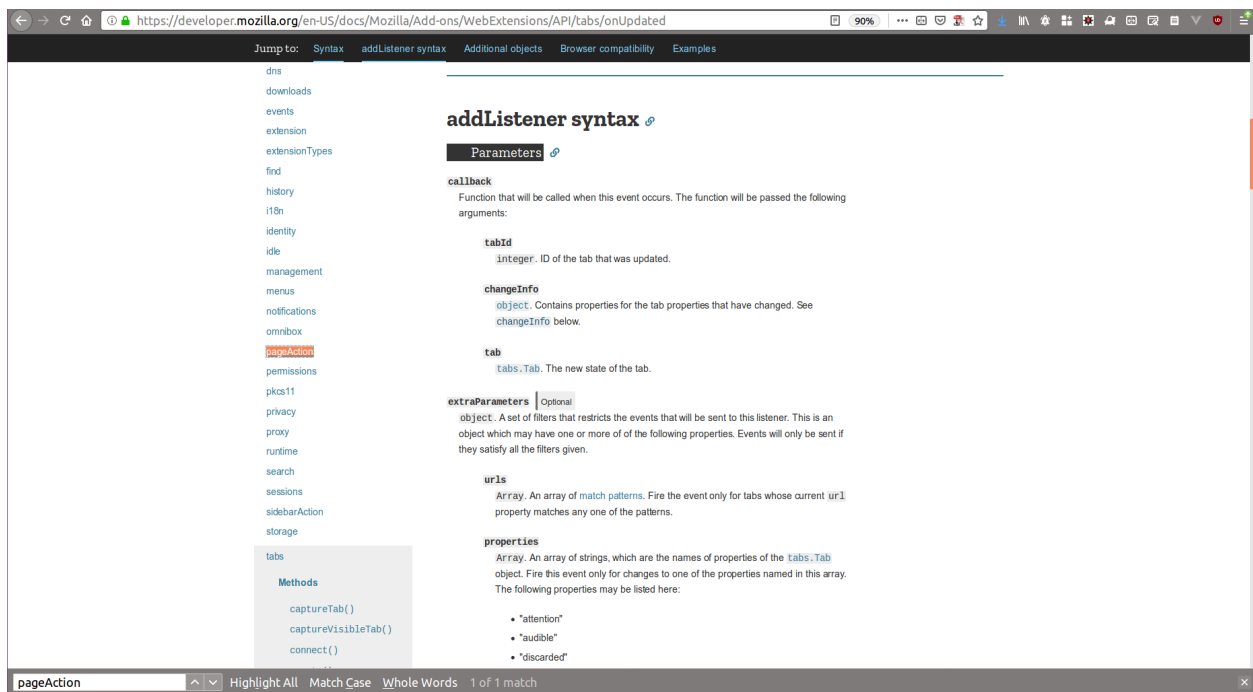 https://developer.mozilla.org/en-US/docs/Mozilla/Add-ons/WebExtensions/API/tabs/onUpdated
90%
Jump to: Syntax addListener syntax Additional objects Browser compatibility Examples
dns
downloads
events
extension
extensionTypes
find
history
i18n
identity
idle
management
menus
notifications
omnibox
pageAction
permissions
pkcs11
privacy
proxy
runtime
search
sessions
sidebarAction
storage
tabs
Methods
captureTab()
captureVisibleTab()
connect()
addListener syntax
Parameters
callback
Function that will be called when this event occurs. The function will be passed the following
arguments:
tabId
integer. ID of the tab that was updated.
changeInfo
object. Contains properties for the tab properties that have changed. See
changeInfo below.
tab
tabs.Tab. The new state of the tab.
extraParameters Optional
object. A set of filters that restricts the events that will be sent to this listener. This is an
object which may have one or more of of the following properties. Events will only be sent if
they satisfy all the filters given.
urls
Array. An array of match patterns. Fire the event only for tabs whose current url
property matches any one of the patterns.
properties
Array. An array of strings, which are the names of properties of the tabs.Tab
object. Fire this event only for changes to one of the properties named in this array.
The following properties may be listed here:
• "attention"
• "audible"
• "discarded"
pageAction
Highlight All Match Case Whole Words 1 of 1 match